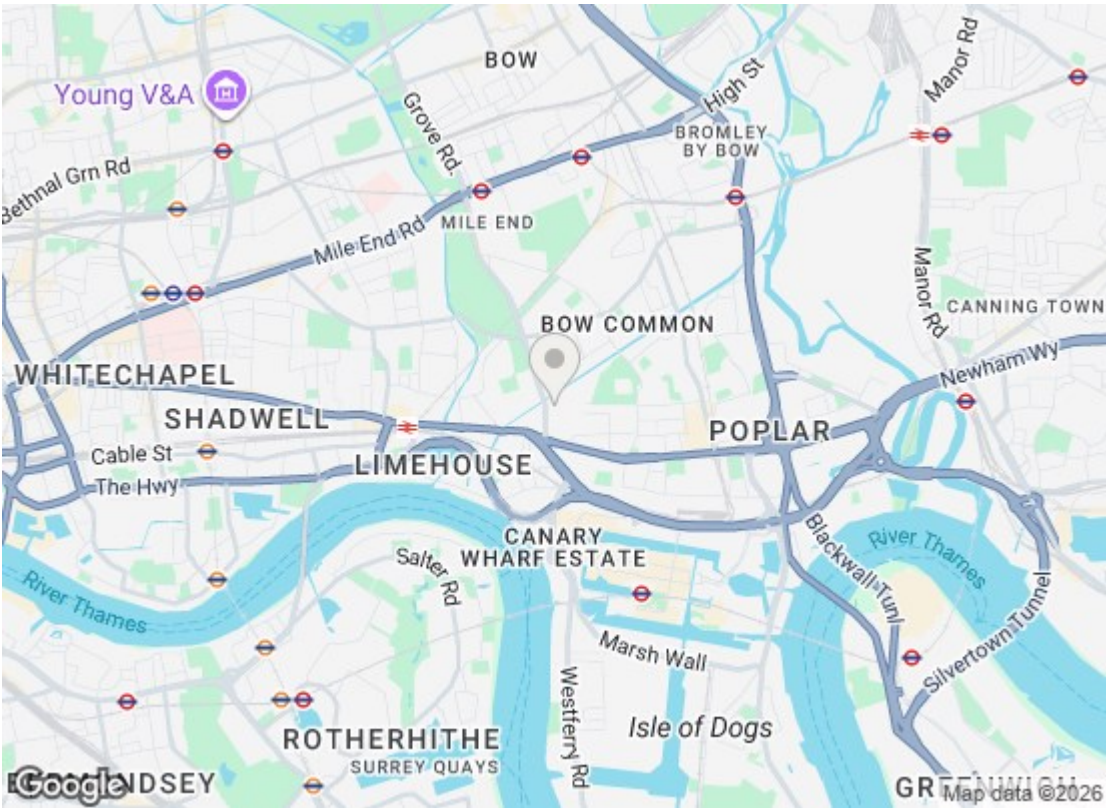 BOW
High St
Manor Rd
Young V&A
Grove Rd.
BROMLEY
BY BOW
Bethnal Grn Rd
MILE END
Mile End Rd
Manor Rd
CANNING TOWN
BOW COMMON
WHITECHAPEL
Newham Wy
SHADWELL
POPLAR
Cable St
LIMEHOUSE
The Hwy
CANARY
WHARF ESTATE
Blackwall Tunl
River Thames
Salter Rd
River Thames
Silvertown Tunnel
Marsh Wall
Westferry Rd
Isle of Dogs
ROTHERHITHE
SURREY QUAYS
BERMONDSEY
Google
GREENWICH
Map data ©2026